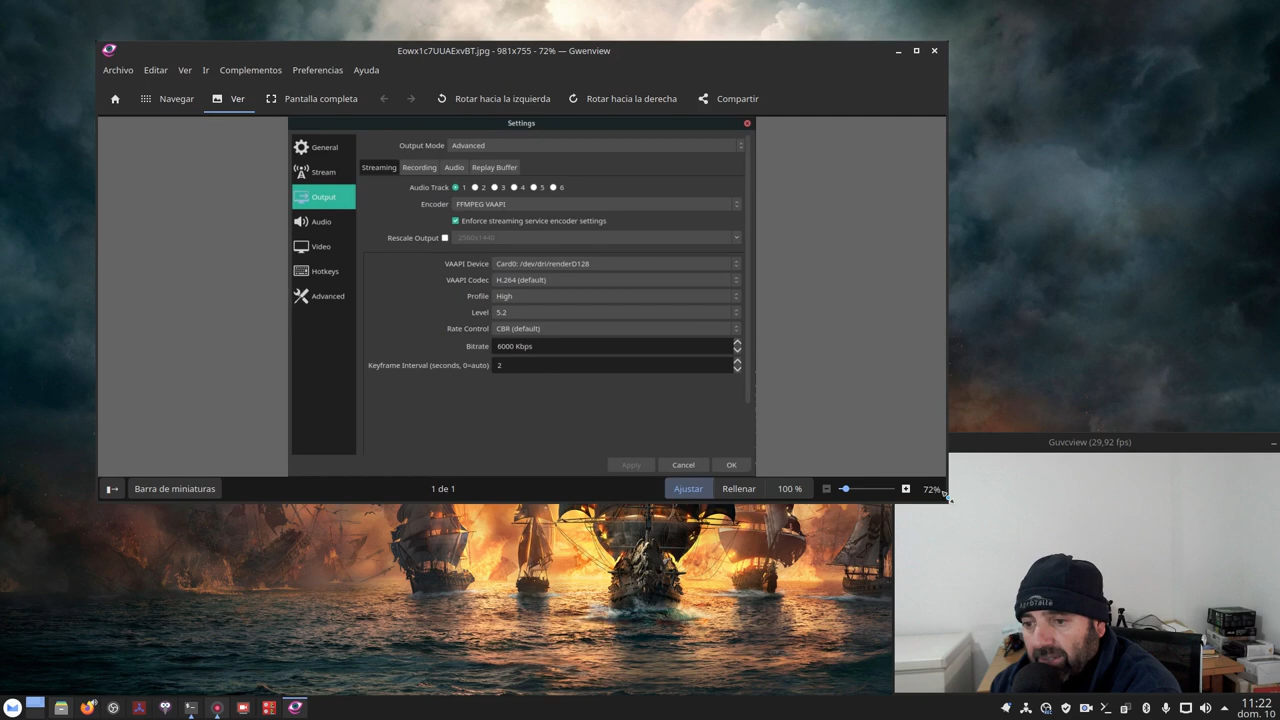 Eowx1c7UUAExvBT.jpg - 981x755 - 72% — Gwenview
Archivo Editar Ver Ir Complementos Preferencias Ayuda
Navegar Ver Pantalla completa Rotar hacia la izquierda Rotar hacia la derecha Compartir
Settings
General
Stream
Output
Audio
Video
Hotkeys
Advanced
Output Mode Advanced
Streaming Recording Audio Replay Buffer
Audio Track 1 2 3 4 5 6
Encoder FFMPEG VAAPI
Enforce streaming service encoder settings
Rescale Output 2560x1440
VAAPI Device Card0: /dev/dri/renderD128
VAAPI Codec H.264 (default)
Profile High
Level 5.2
Rate Control CBR (default)
Bitrate 6000 Kbps
Keyframe Interval (seconds, 0=auto) 2
Apply Cancel OK
Barra de miniaturas 1 de 1 Ajustar Rellenar 100 % 72%
Guvcview (29,92 fps)
11:22
dom. 10